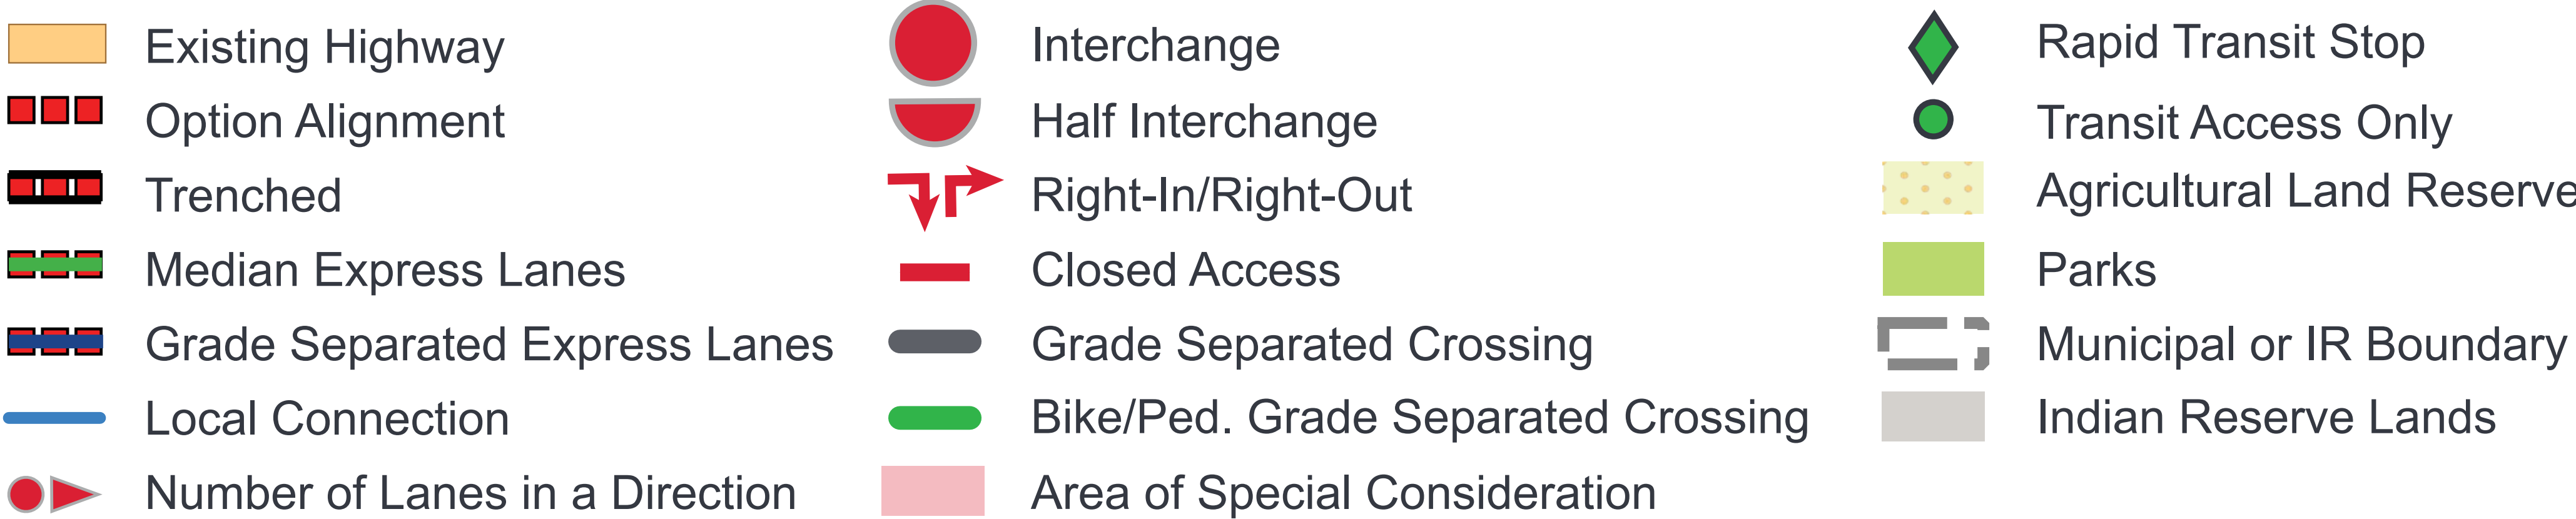 Existing Highway
Option Alignment
Trenched
Median Express Lanes
Grade Separated Express Lanes
Local Connection
Number of Lanes in a Direction
Interchange
Half Interchange
Right-In/Right-Out
Closed Access
Grade Separated Crossing
Bike/Ped. Grade Separated Crossing
Area of Special Consideration
Rapid Transit Stop
Transit Access Only
Agricultural Land Reserve
Parks
Municipal or IR Boundary
Indian Reserve Lands